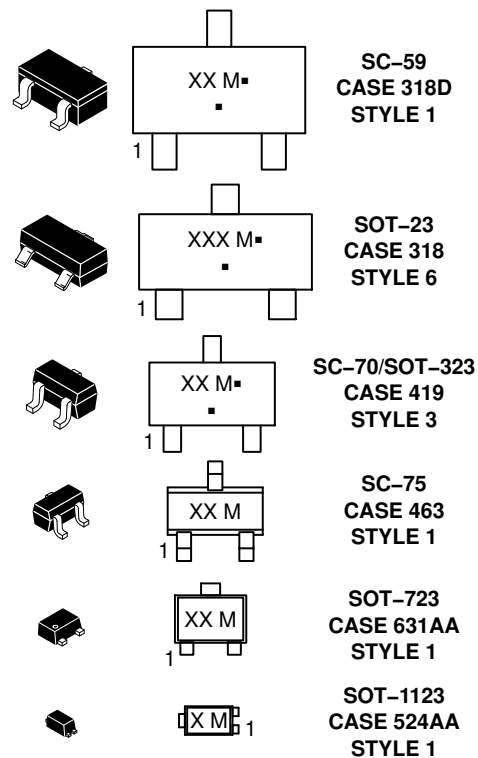 XX M▪
▪
1
SC–59
CASE 318D
STYLE 1
XXX M▪
▪
1
SOT–23
CASE 318
STYLE 6
XX M▪
▪
1
SC–70/SOT–323
CASE 419
STYLE 3
XX M
1
SC–75
CASE 463
STYLE 1
XX M
1
SOT–723
CASE 631AA
STYLE 1
X M
1
SOT–1123
CASE 524AA
STYLE 1